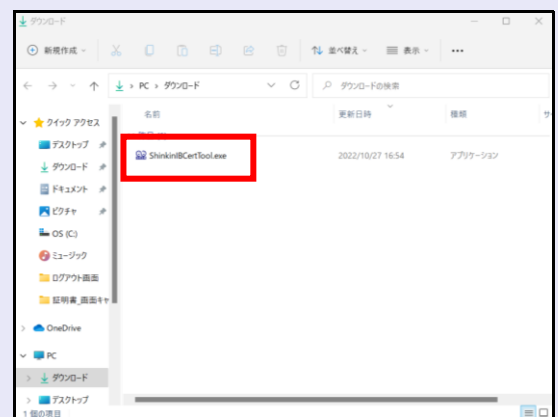 ダウンロード
新規作成
並べ替え
表示
PC > ダウンロード
ダウンロードの検索
名前
更新日時
種類
サ
クイック アクセス
デスクトップ
ダウンロード
ドキュメント
ピクチャ
OS (C:)
ミュージック
ログアウト画面
証明書_画面キャ
OneDrive
PC
ダウンロード
デスクトップ
ShinkinIBCertTool.exe
2022/10/27 16:54
アプリケーション
1 個の項目